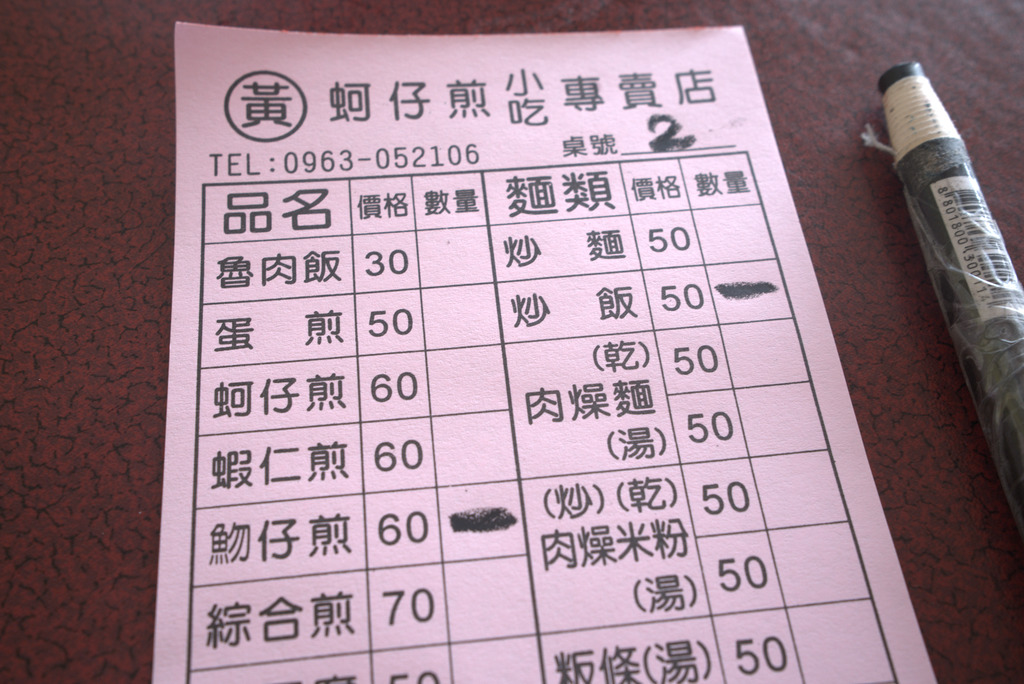 黃 蚵仔煎 小吃 專賣店
TEL:0963-052106 桌號 2
品名 價格 數量 麵類 價格 數量
魯肉飯 30 炒麵 50
蛋煎 50 炒飯 50
蚵仔煎 60 (乾) 50
肉燥麵
蝦仁煎 60 (湯) 50
魩仔煎 60 (炒)(乾) 50
肉燥米粉
綜合煎 70 (湯) 50
50 粄條(湯) 50
8801800430914